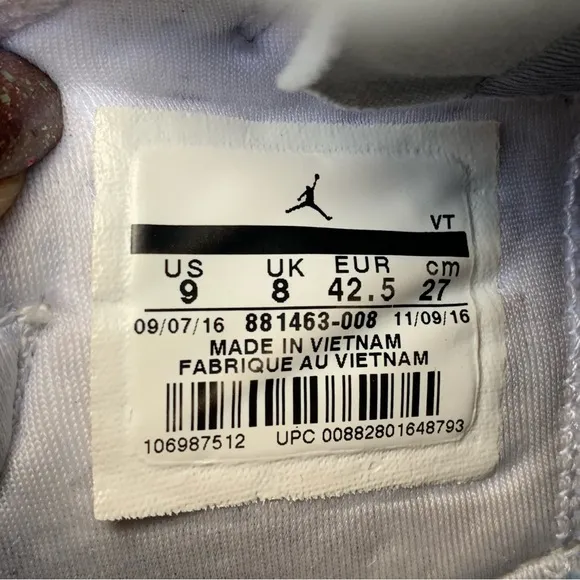 VT
US UK EUR cm
9 8 42.5 27
09/07/16 881463-008 11/09/16
MADE IN VIETNAM
FABRIQUE AU VIETNAM
106987512 UPC 00882801648793